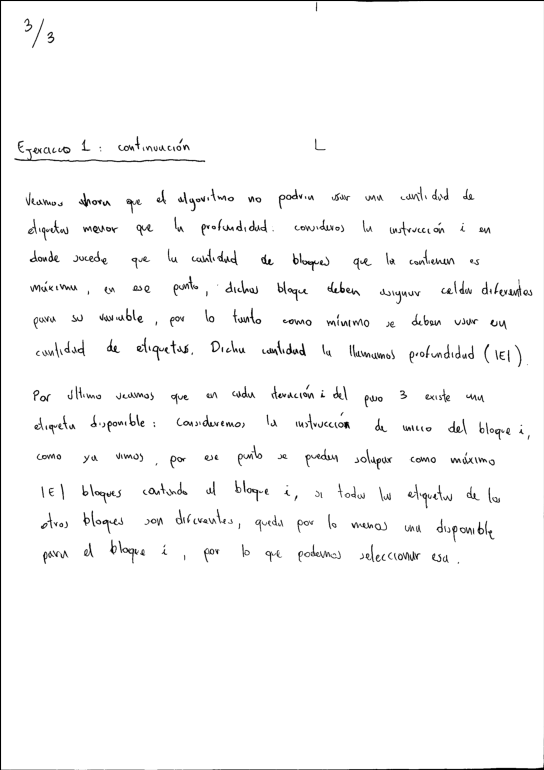 3/3
Ejercicio 1: continuación
L
Veamos ahora que el algoritmo no podria usar una cantidad de
etiquetas menor que la profundidad. consideros la instrucción i en
donde sucede que la cantidad de bloques que la contienen es
máxima, en ese punto, dichos bloque deben asignar celdas diferentes
para su variable, por lo tanto como mínimo se deben usar esa
cantidad de etiquetas. Dicha cantidad la llamamos profundidad (|E|).
Por último veamos que en cada iteración i del paso 3 existe una
etiqueta disponible: Consideremos la instrucción de inicio del bloque i,
como ya vimos, por ese punto se pueden solapar como máximo
|E| bloques contando al bloque i, si todas las etiquetas de los
otros bloques son diferentes, queda por lo menos una disponible
para el bloque i, por lo que podemos seleccionar esa.